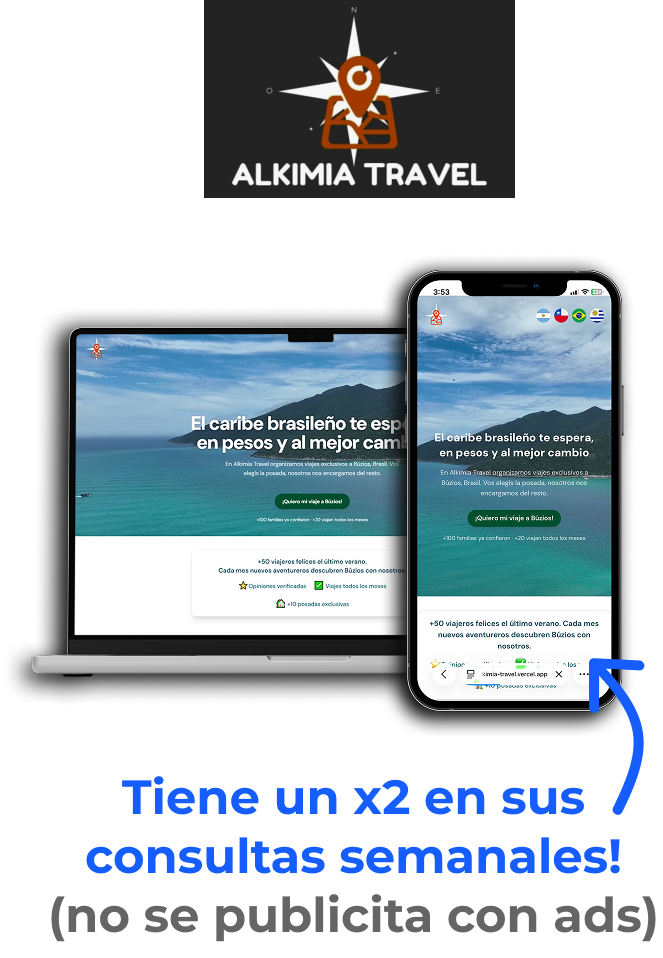 N
O
E
ALKIMIA TRAVEL
El caribe brasileño te esp
en pesos y al mejor camb
En Alkimia Travel organizamos viajes exclusivos a Búzios, Brasil. Vos
elegís la posada, nosotros nos encargamos del resto.
¡Quiero mi viaje a Búzios!
+100 familias ya confiaron · +20 viajan todos los meses
+50 viajeros felices el último verano.
Cada mes nuevos aventureros descubren Búzios con nosotros.
Opiniones verificadas
Viajes todos los meses
+10 posadas exclusivas
3:53
El caribe brasileño te espera,
en pesos y al mejor cambio
En Alkimia Travel organizamos viajes exclusivos a
Búzios, Brasil. Vos elegís la posada, nosotros nos
encargamos del resto.
¡Quiero mi viaje a Búzios!
+100 familias ya confiaron · +20 viajan todos los meses
+50 viajeros felices el último verano. Cada mes
nuevos aventureros descubren Búzios con
nosotros.
kimia-travel.vercel.app
+10 posadas exclusivas
Tiene un x2 en sus
consultas semanales!
(no se publicita con ads)